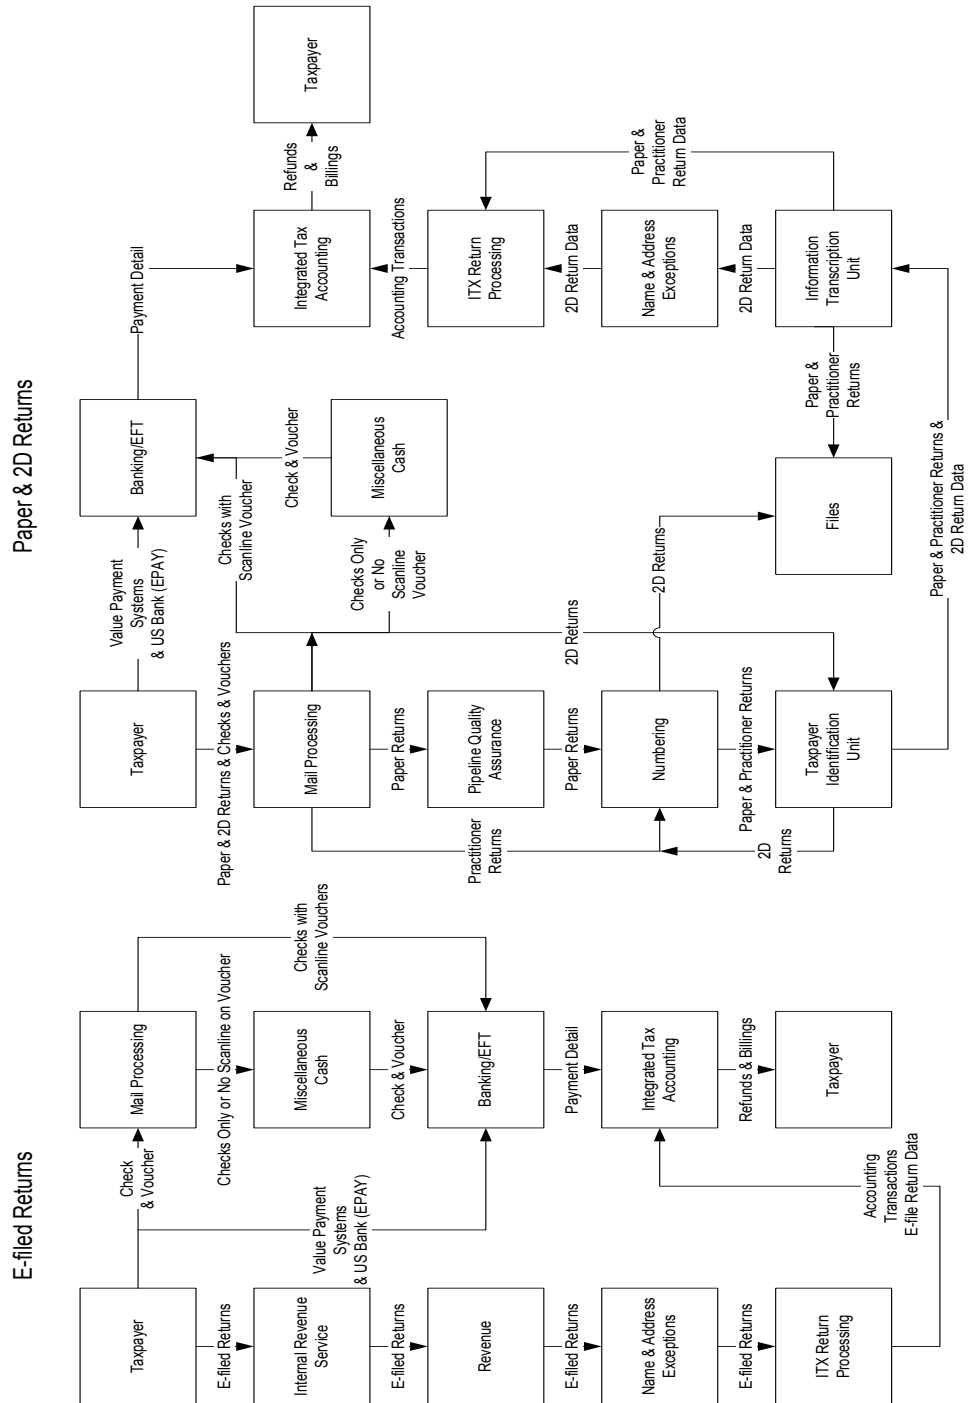 E-filed Returns
Taxpayer
E-filed Returns
Internal Revenue
Service
E-filed Returns
Revenue
E-filed Returns
Name & Address
Exceptions
E-filed Returns
ITX Return
Processing
Check
& Voucher
Value Payment
Systems
& US Bank (EPAY)
Accounting
Transactions
E-file Return Data
Mail Processing
Checks Only or No Scanline on Voucher
Miscellaneous
Cash
Check & Voucher
Banking/EFT
Payment Detail
Integrated Tax
Accounting
Refunds & Billings
Taxpayer
Checks with
Scanline Vouchers
Paper & 2D Returns
Taxpayer
Paper & 2D Returns & Checks & Vouchers
Mail Processing
Paper Returns
Pipeline Quality
Assurance
Paper Returns
Numbering
Paper & Practitioner Returns
Taxpayer
Identification
Unit
Practitioner
Returns
2D
Returns
Value Payment
Systems
& US Bank (EPAY)
Checks with
Scanline Voucher
Checks Only
or No
Scanline
Voucher
2D Returns
2D Returns
Banking/EFT
Check & Voucher
Miscellaneous
Cash
Files
Paper &
Practitioner
Returns
Paper & Practitioner Returns &
2D Return Data
Payment Detail
Integrated Tax
Accounting
Accounting Transactions
ITX Return
Processing
2D Return Data
Name & Address
Exceptions
2D Return Data
Information
Transcription
Unit
Refunds
&
Billings
Paper &
Practitioner
Return Data
Taxpayer